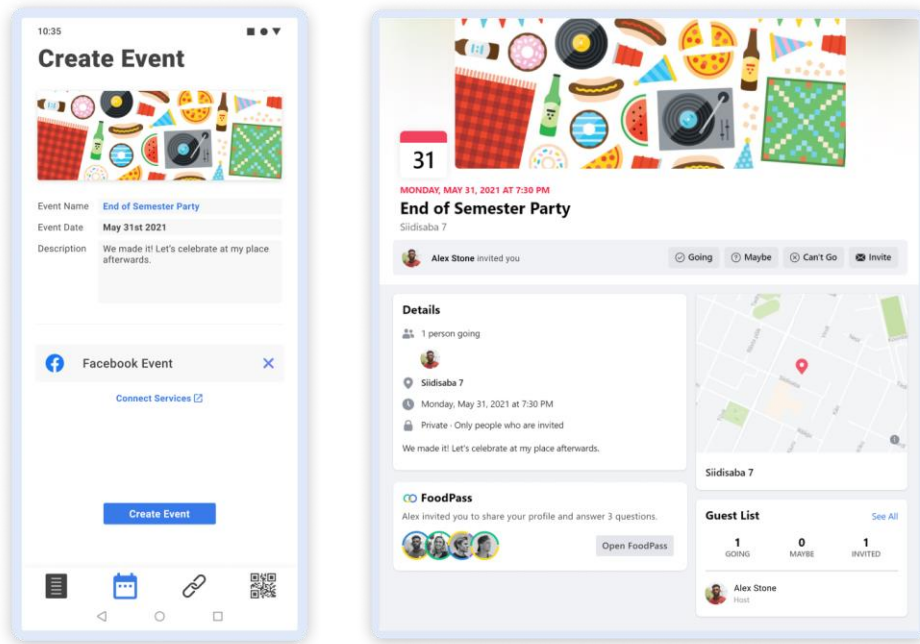 10:35
Create Event
Event Name End of Semester Party
Event Date May 31st 2021
Description We made it! Let's celebrate at my place
afterwards.
Facebook Event
Connect Services
Create Event
31
MONDAY, MAY 31, 2021 AT 7:30 PM
End of Semester Party
Siidisaba 7
Alex Stone invited you
Going Maybe Can't Go Invite
Details
1 person going
Siidisaba 7
Monday, May 31, 2021 at 7:30 PM
Private · Only people who are invited
We made it! Let's celebrate at my place afterwards.
FoodPass
Alex invited you to share your profile and answer 3 questions.
Open FoodPass
Siidisaba 7
Guest List See All
1 0 1
GOING MAYBE INVITED
Alex Stone
Host